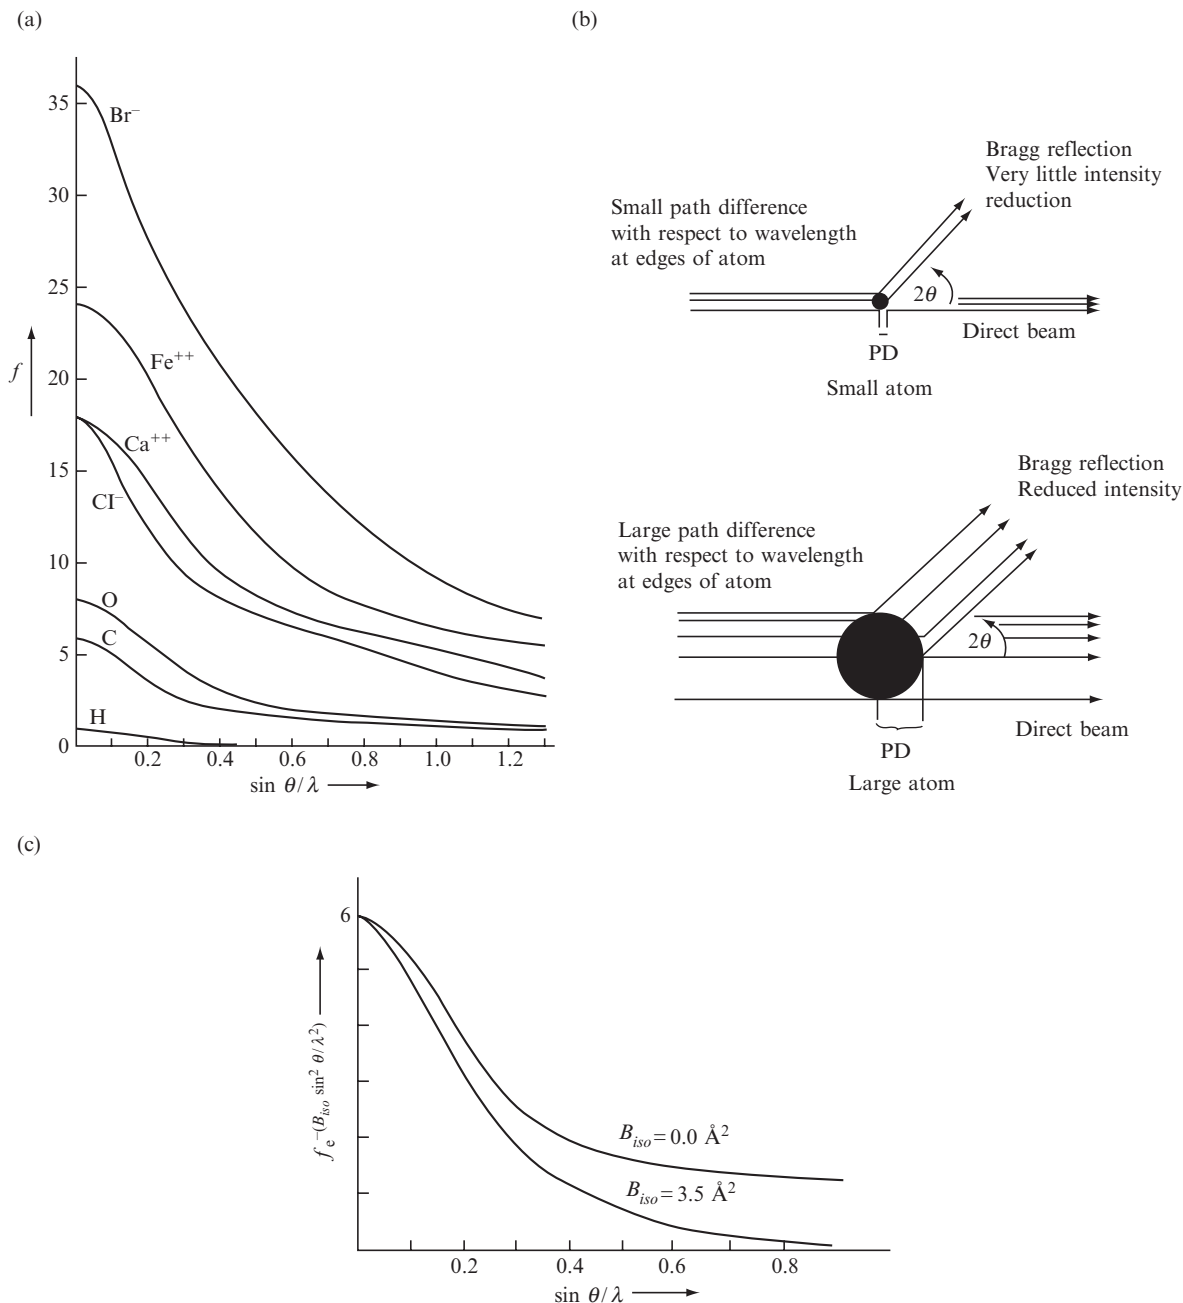 (a)
35
30
25
20
15
10
5
0
f
Br⁻
Fe⁺⁺
Ca⁺⁺
CI⁻
O
C
H
0.2 0.4 0.6 0.8 1.0 1.2
sin θ/λ
(b)
Small path difference
with respect to wavelength
at edges of atom
Bragg reflection
Very little intensity
reduction
2θ
Direct beam
PD
Small atom
Large path difference
with respect to wavelength
at edges of atom
Bragg reflection
Reduced intensity
2θ
Direct beam
PD
Large atom
(c)
6
f e⁻(B_iso sin² θ/λ²)
B_iso = 0.0 Å²
B_iso = 3.5 Å²
0.2 0.4 0.6 0.8
sin θ/λ